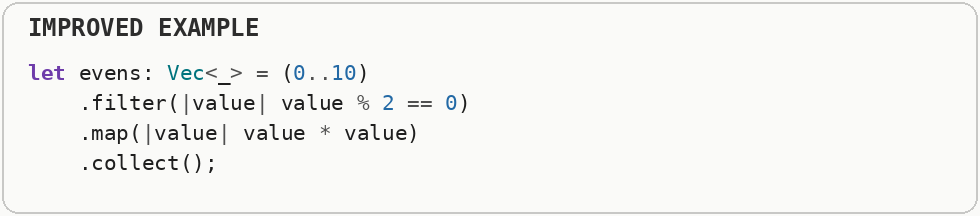 IMPROVED EXAMPLE
let evens: Vec<_> = (0..10)
    .filter(|value| value % 2 == 0)
    .map(|value| value * value)
    .collect();